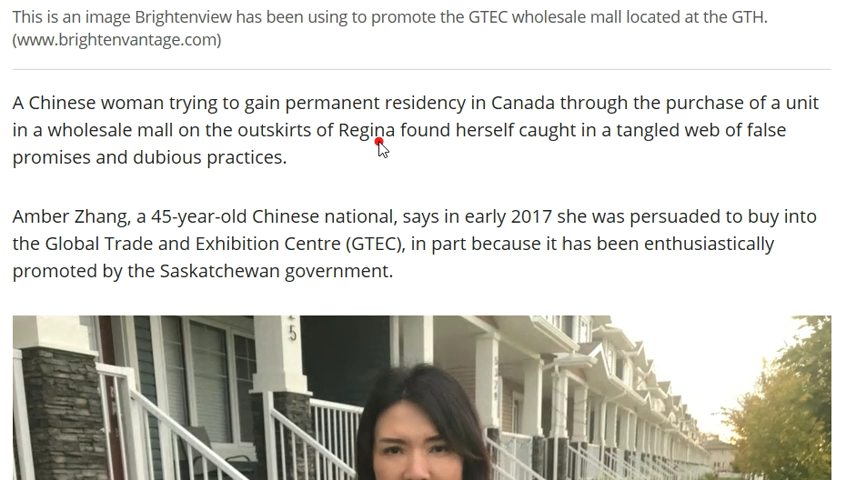 This is an image Brightenview has been using to promote the GTEC wholesale mall located at the GTH.
(www.brightenvantage.com)
A Chinese woman trying to gain permanent residency in Canada through the purchase of a unit
in a wholesale mall on the outskirts of Regina found herself caught in a tangled web of false
promises and dubious practices.
Amber Zhang, a 45-year-old Chinese national, says in early 2017 she was persuaded to buy into
the Global Trade and Exhibition Centre (GTEC), in part because it has been enthusiastically
promoted by the Saskatchewan government.
5